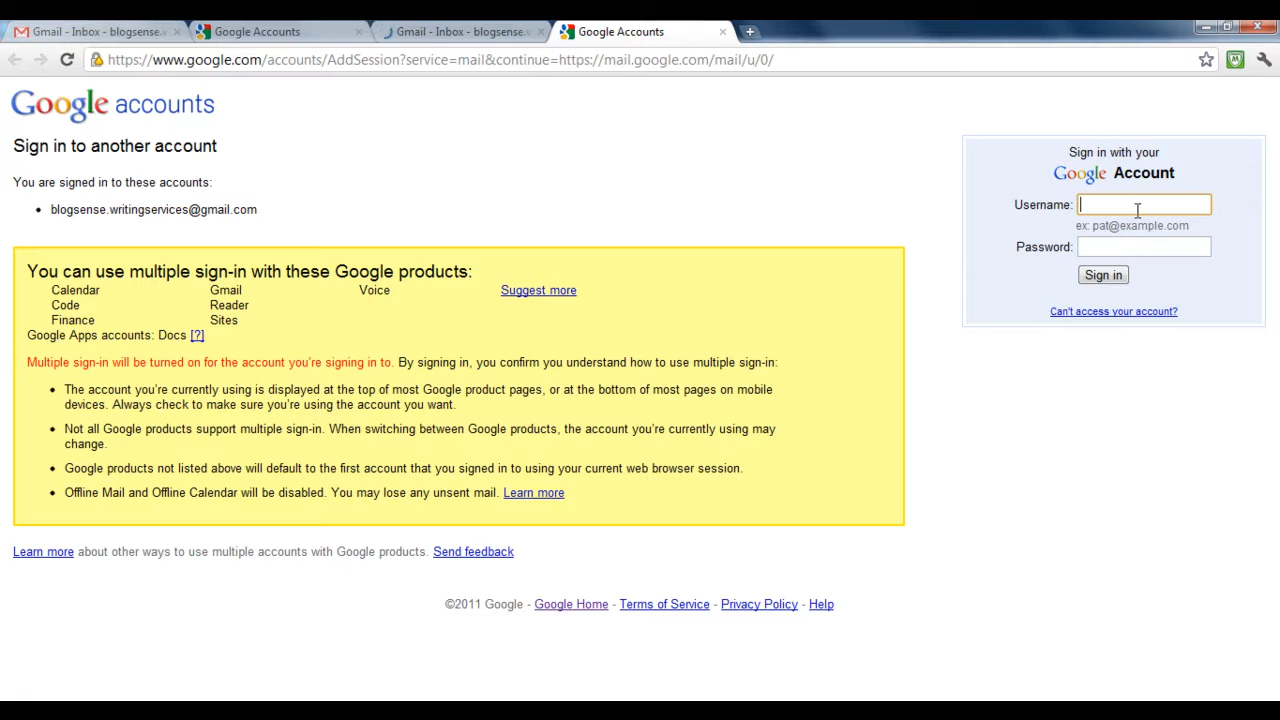 Gmail - Inbox - blogsense.w
Google Accounts
Gmail - Inbox - blogsense
Google Accounts
https://www.google.com/accounts/AddSession?service=mail&continue=https://mail.google.com/mail/u/0/
Google accounts
Sign in to another account
You are signed in to these accounts:
• blogsense.writingservices@gmail.com
Sign in with your
Google Account
Username:
ex: pat@example.com
Password:
Sign in
Can't access your account?
You can use multiple sign-in with these Google products:
Calendar Gmail Voice Suggest more
Code Reader
Finance Sites
Google Apps accounts: Docs [?]
Multiple sign-in will be turned on for the account you're signing in to. By signing in, you confirm you understand how to use multiple sign-in:
• The account you're currently using is displayed at the top of most Google product pages, or at the bottom of most pages on mobile
devices. Always check to make sure you're using the account you want.
• Not all Google products support multiple sign-in. When switching between Google products, the account you're currently using may
change.
• Google products not listed above will default to the first account that you signed in to using your current web browser session.
• Offline Mail and Offline Calendar will be disabled. You may lose any unsent mail. Learn more
Learn more about other ways to use multiple accounts with Google products. Send feedback
©2011 Google - Google Home - Terms of Service - Privacy Policy - Help